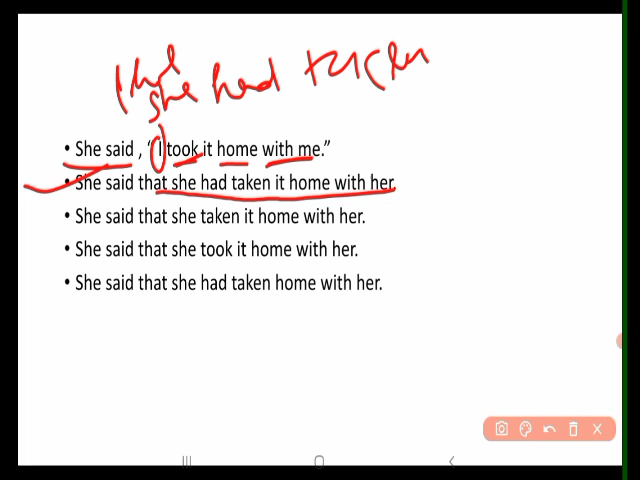 that
she had taken
• She said , “ I took it home with me.”
• She said that she had taken it home with her.
• She said that she taken it home with her.
• She said that she took it home with her.
• She said that she had taken home with her.